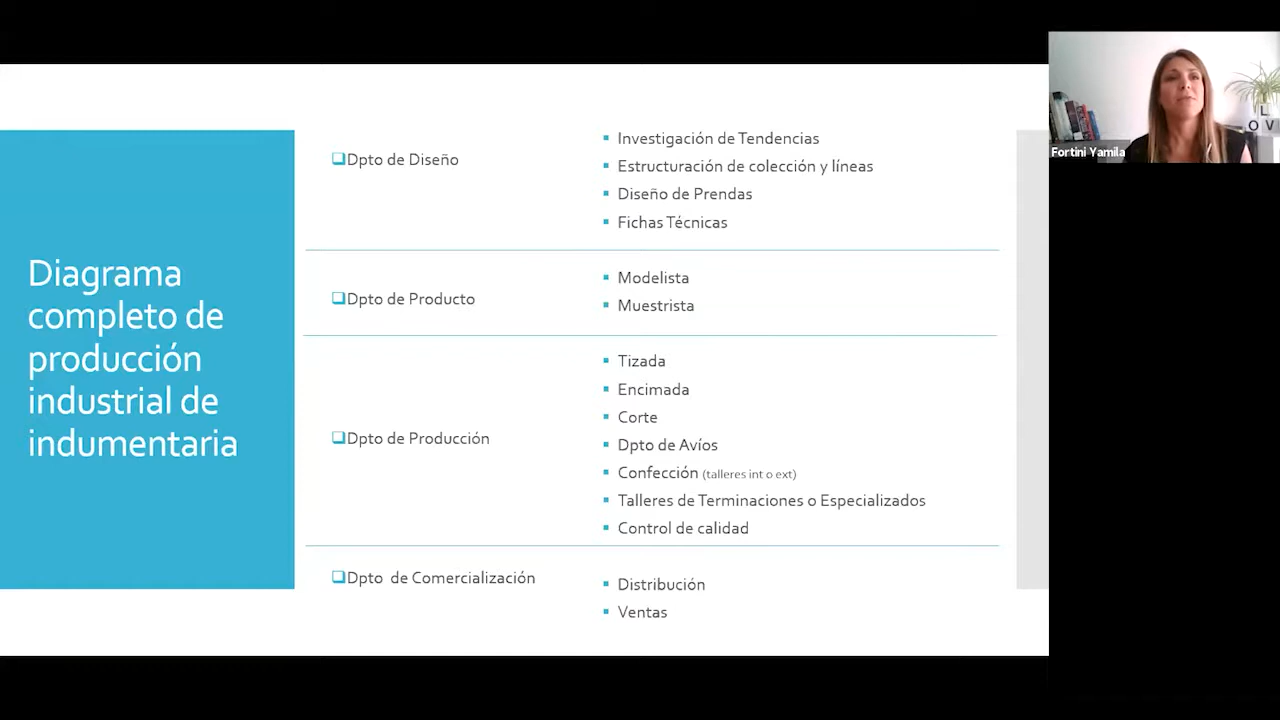 Diagrama
completo de
producción
industrial de
indumentaria
❑Dpto de Diseño
▪ Investigación de Tendencias
▪ Estructuración de colección y líneas
▪ Diseño de Prendas
▪ Fichas Técnicas
❑Dpto de Producto
▪ Modelista
▪ Muestrista
❑Dpto de Producción
▪ Tizada
▪ Encimada
▪ Corte
▪ Dpto de Avíos
▪ Confección (talleres int o ext)
▪ Talleres de Terminaciones o Especializados
▪ Control de calidad
❑Dpto de Comercialización
▪ Distribución
▪ Ventas
L
OV
Fortini Yamila